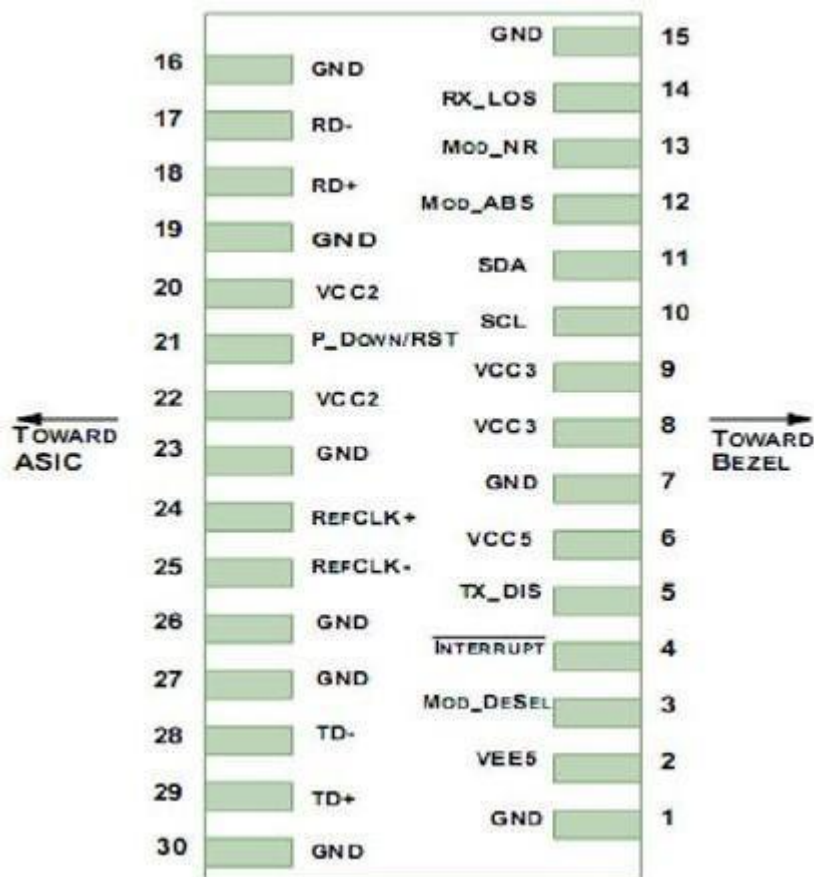 GND 15
16 GND
RX_LOS 14
17 RD-
MOD_NR 13
18 RD+
MOD_ABS 12
19 GND
SDA 11
20 VCC2
SCL 10
21 P_DOWN/RST
VCC3 9
22 VCC2
VCC3 8
TOWARD ASIC
TOWARD BEZEL
23 GND
GND 7
24 REFCLK+
VCC5 6
25 REFCLK-
TX_DIS 5
26 GND
INTERRUPT 4
27 GND
MOD_DESEL 3
28 TD-
VEE5 2
29 TD+
GND 1
30 GND